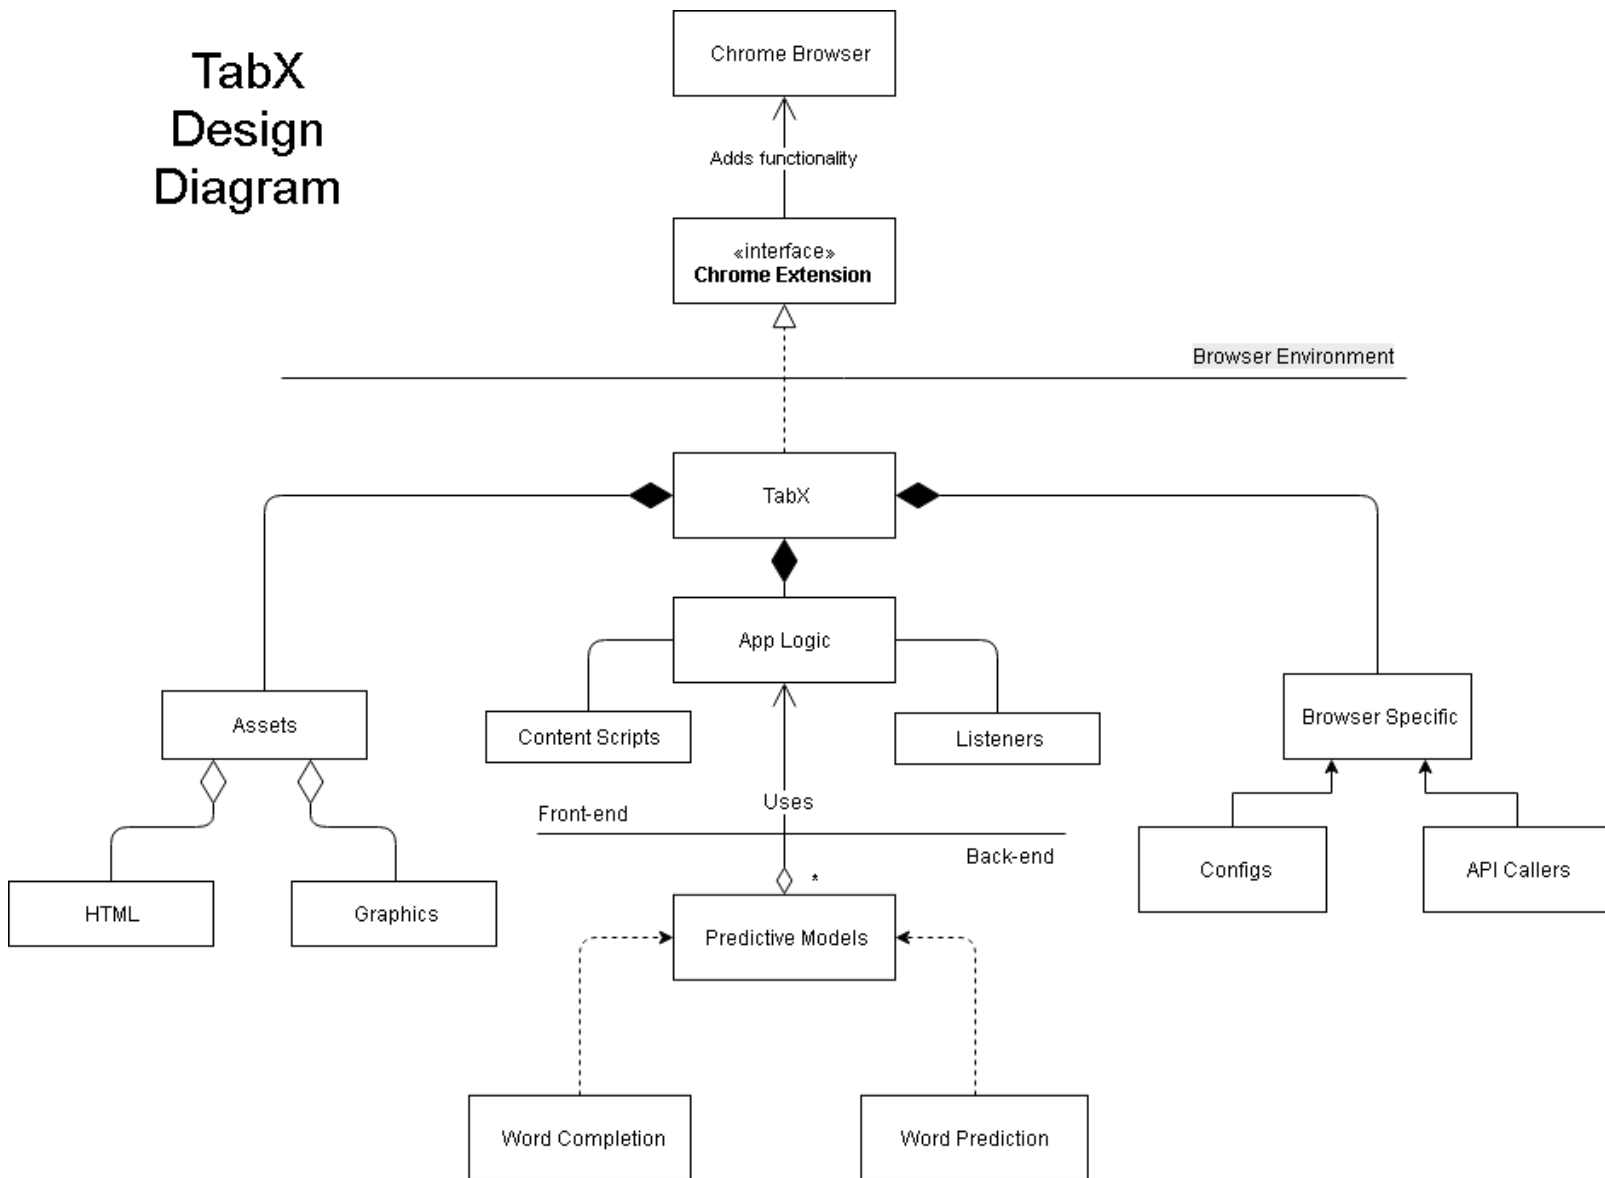 TabX
Design
Diagram
Chrome Browser
Adds functionality
«interface»
Chrome Extension
Browser Environment
TabX
App Logic
Assets
Content Scripts
Listeners
Browser Specific
Uses
Front-end
Back-end
*
HTML
Graphics
Predictive Models
Configs
API Callers
Word Completion
Word Prediction